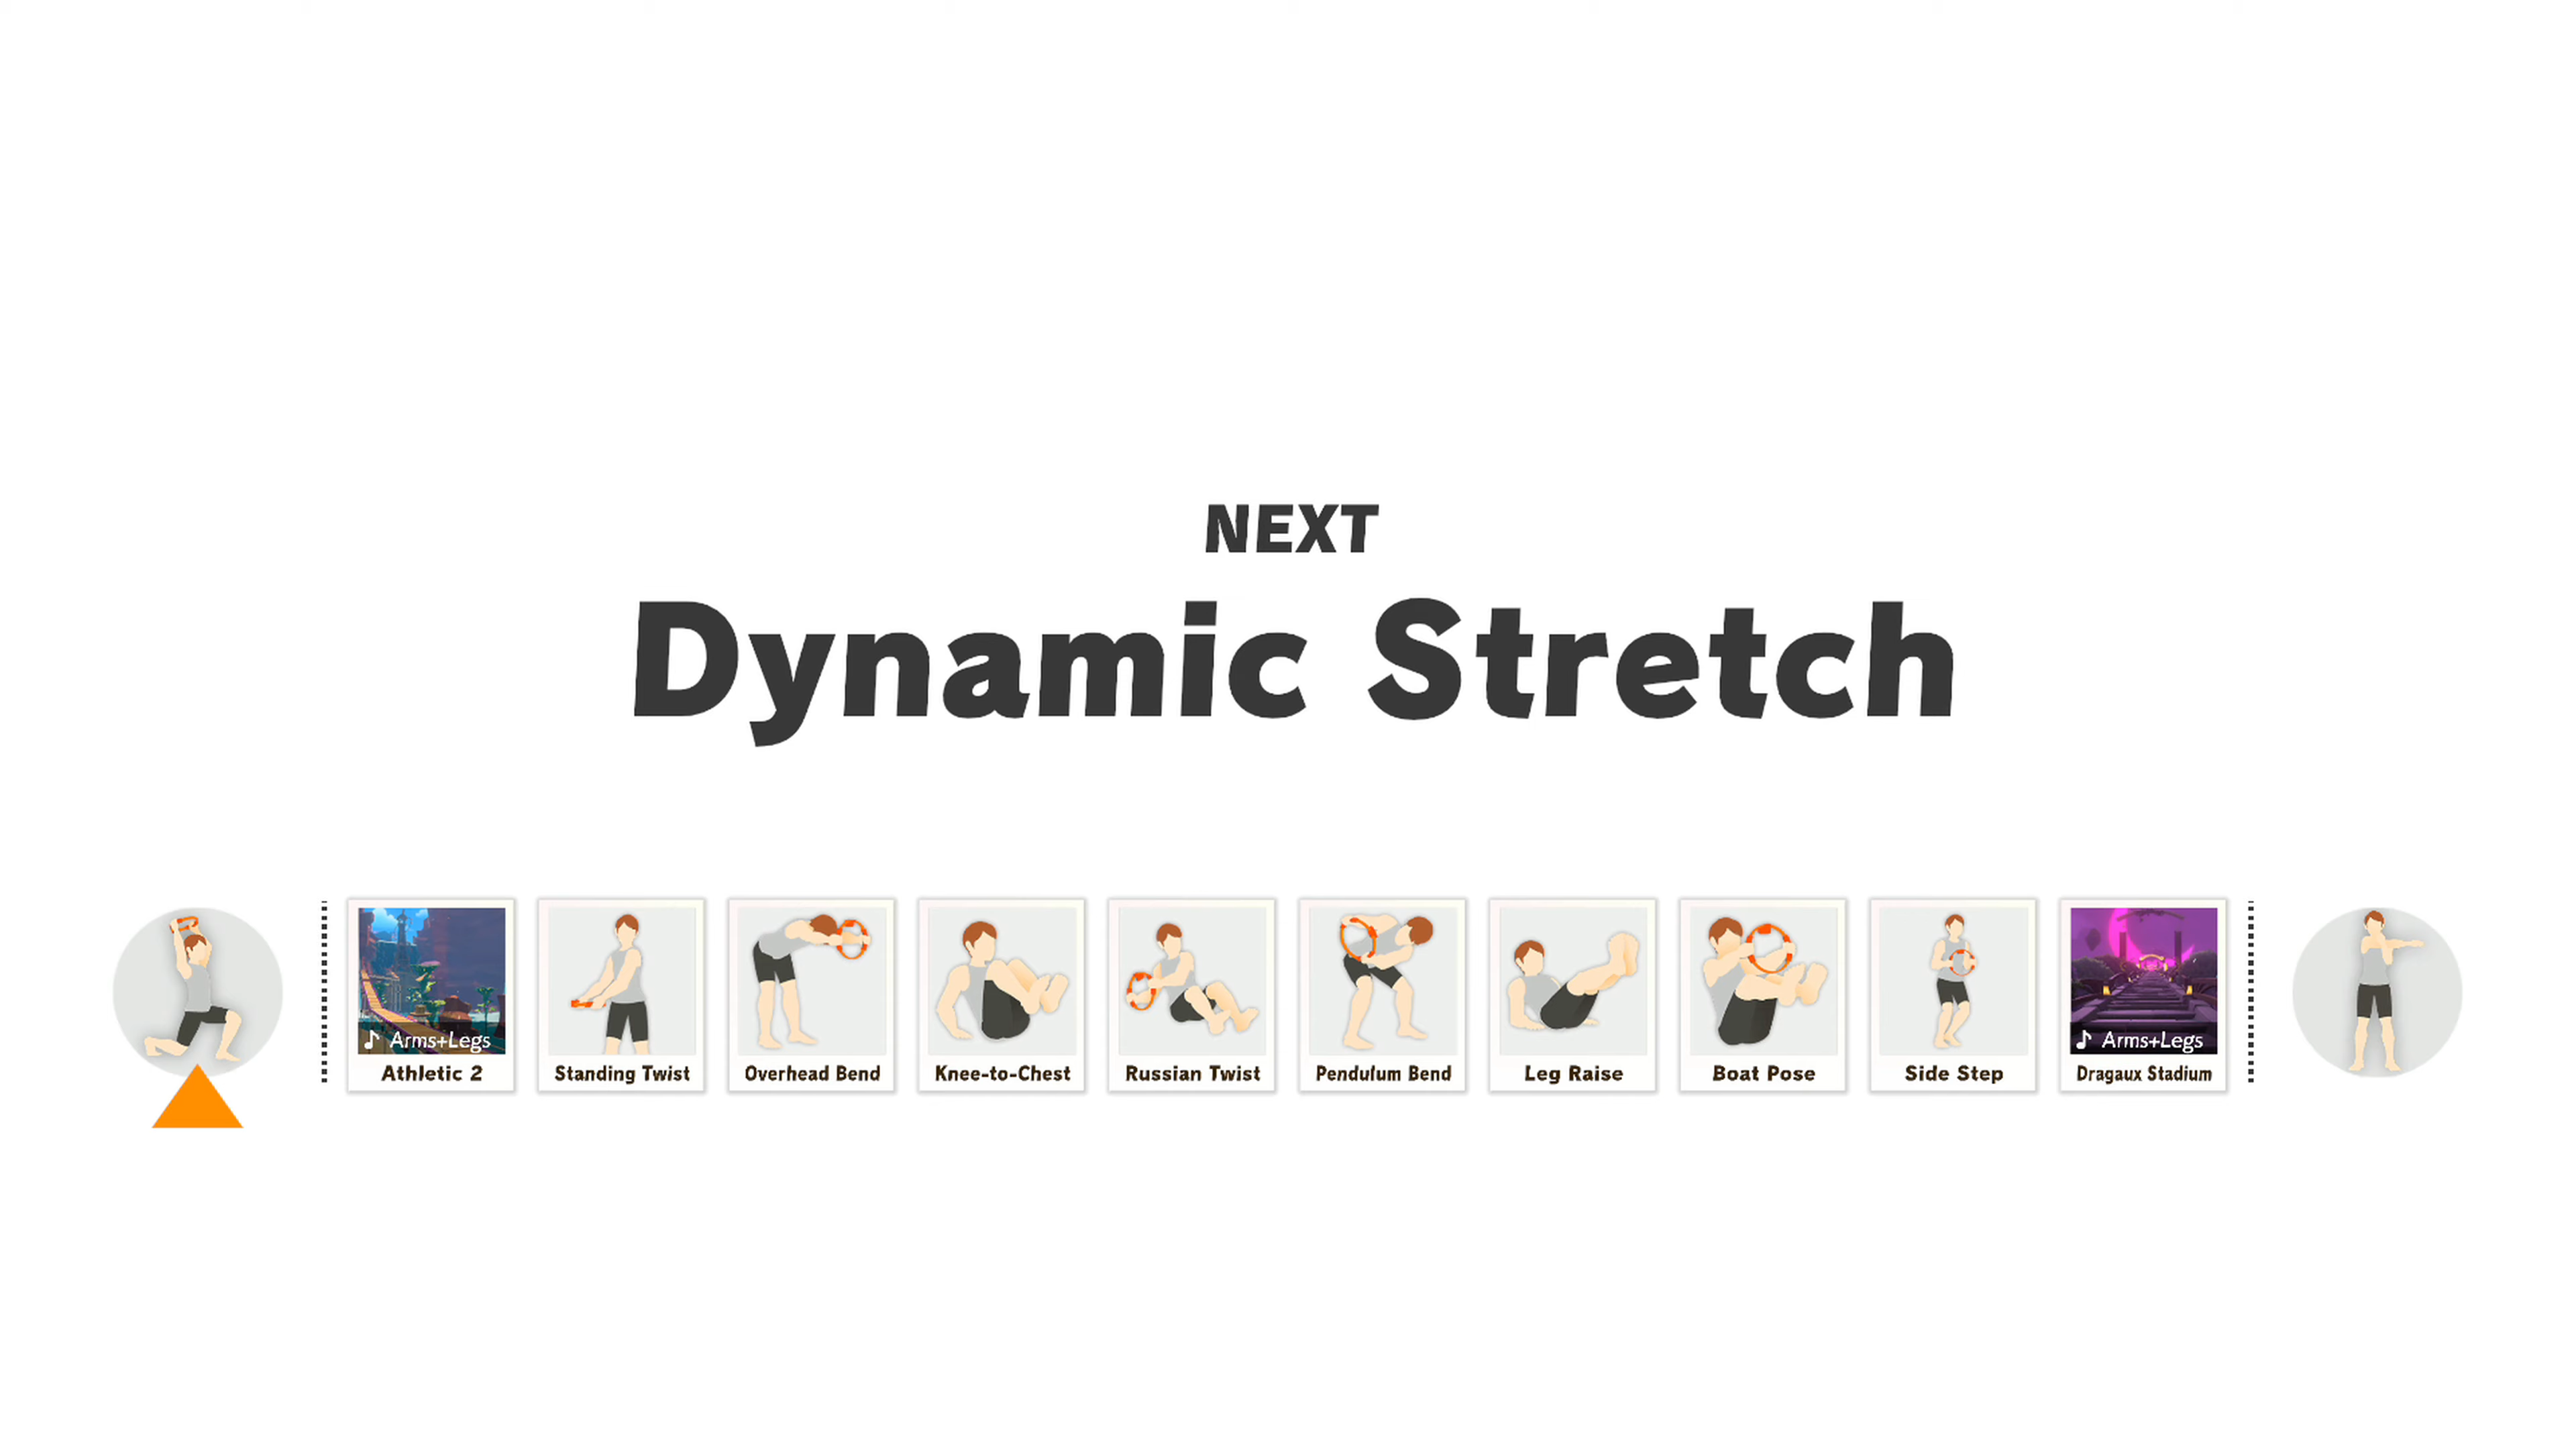 NEXT
Dynamic Stretch
♪ Arms+Legs
Athletic 2
Standing Twist
Overhead Bend
Knee-to-Chest
Russian Twist
Pendulum Bend
Leg Raise
Boat Pose
Side Step
♪ Arms+Legs
Dragaux Stadium